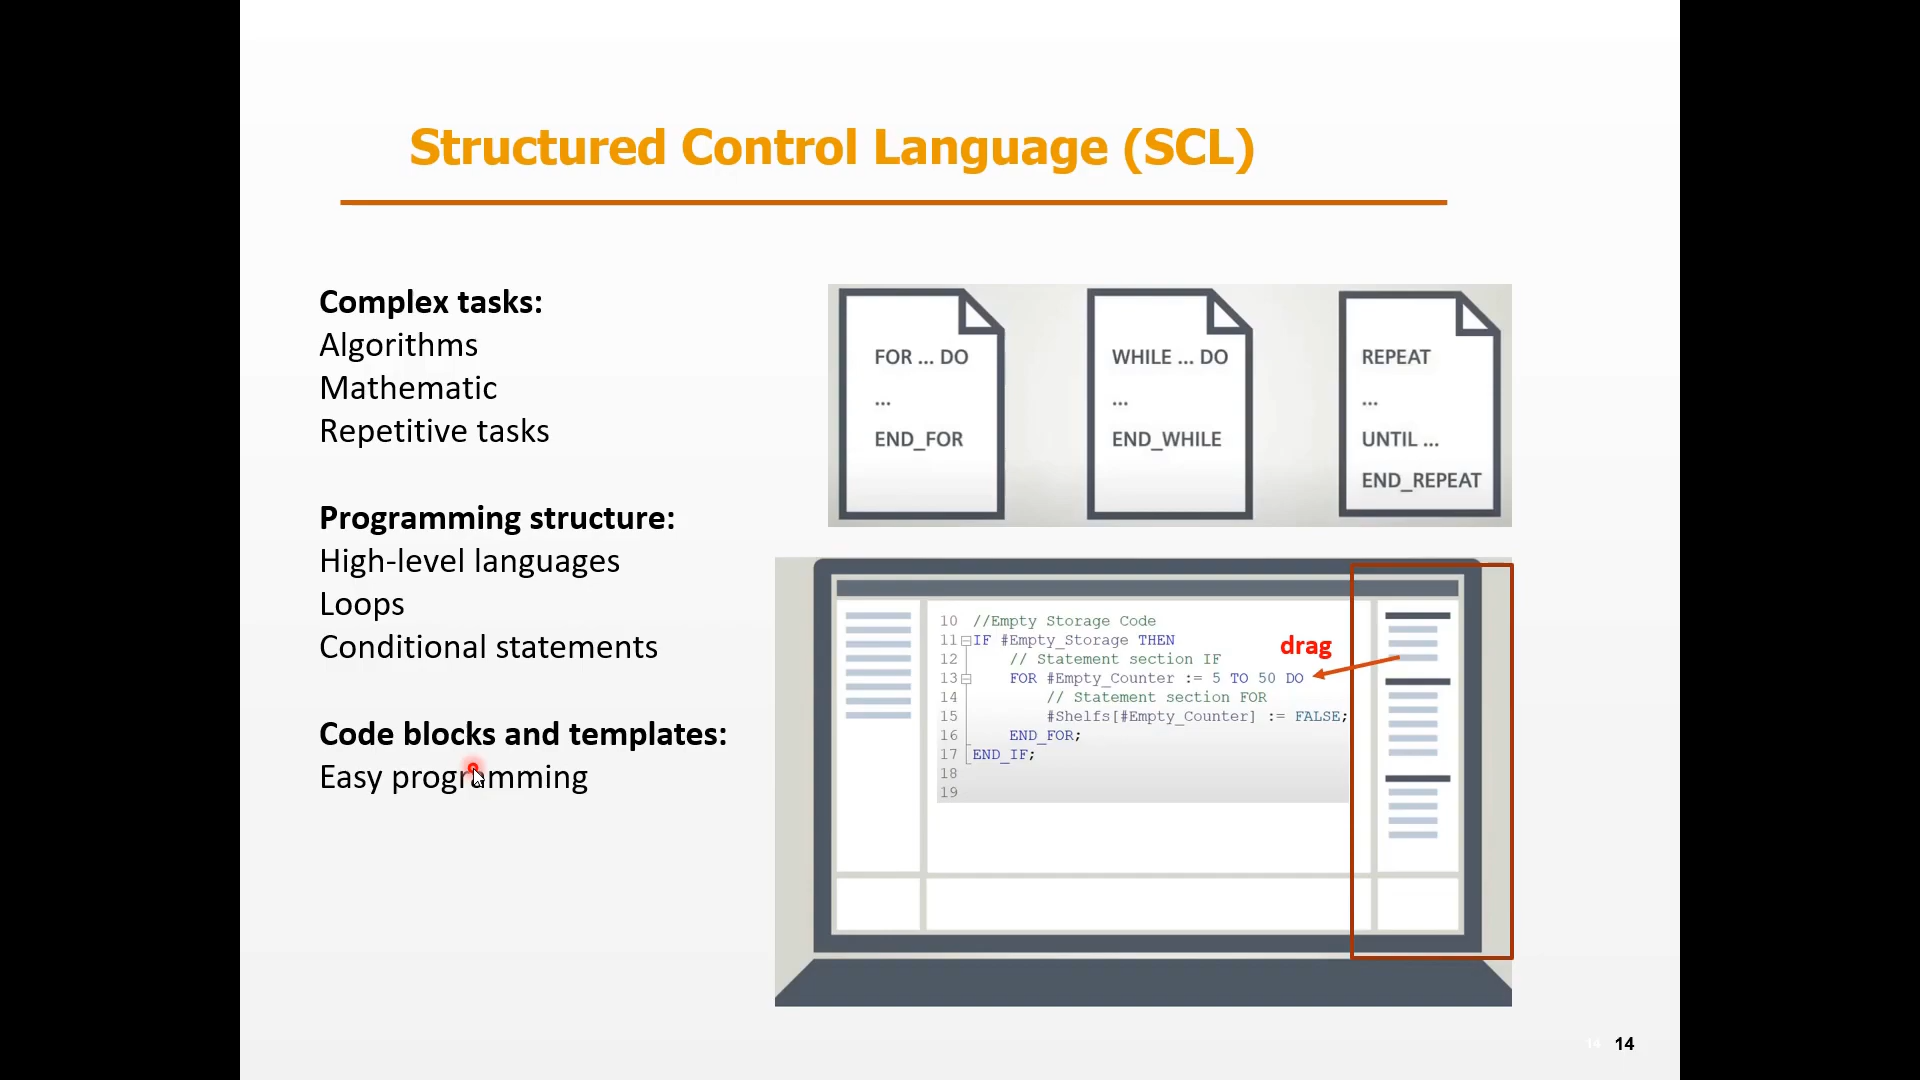 Structured Control Language (SCL)
Complex tasks:
Algorithms
Mathematic
Repetitive tasks
Programming structure:
High-level languages
Loops
Conditional statements
Code blocks and templates:
Easy programming
FOR ... DO
...
END_FOR
WHILE ... DO
...
END_WHILE
REPEAT
...
UNTIL ...
END_REPEAT
10 //Empty Storage Code
11 IF #Empty_Storage THEN
12 // Statement section IF
13 FOR #Empty_Counter := 5 TO 50 DO
14 // Statement section FOR
15 #Shelfs[#Empty_Counter] := FALSE;
16 END_FOR;
17 END_IF;
18
19
drag
14 14